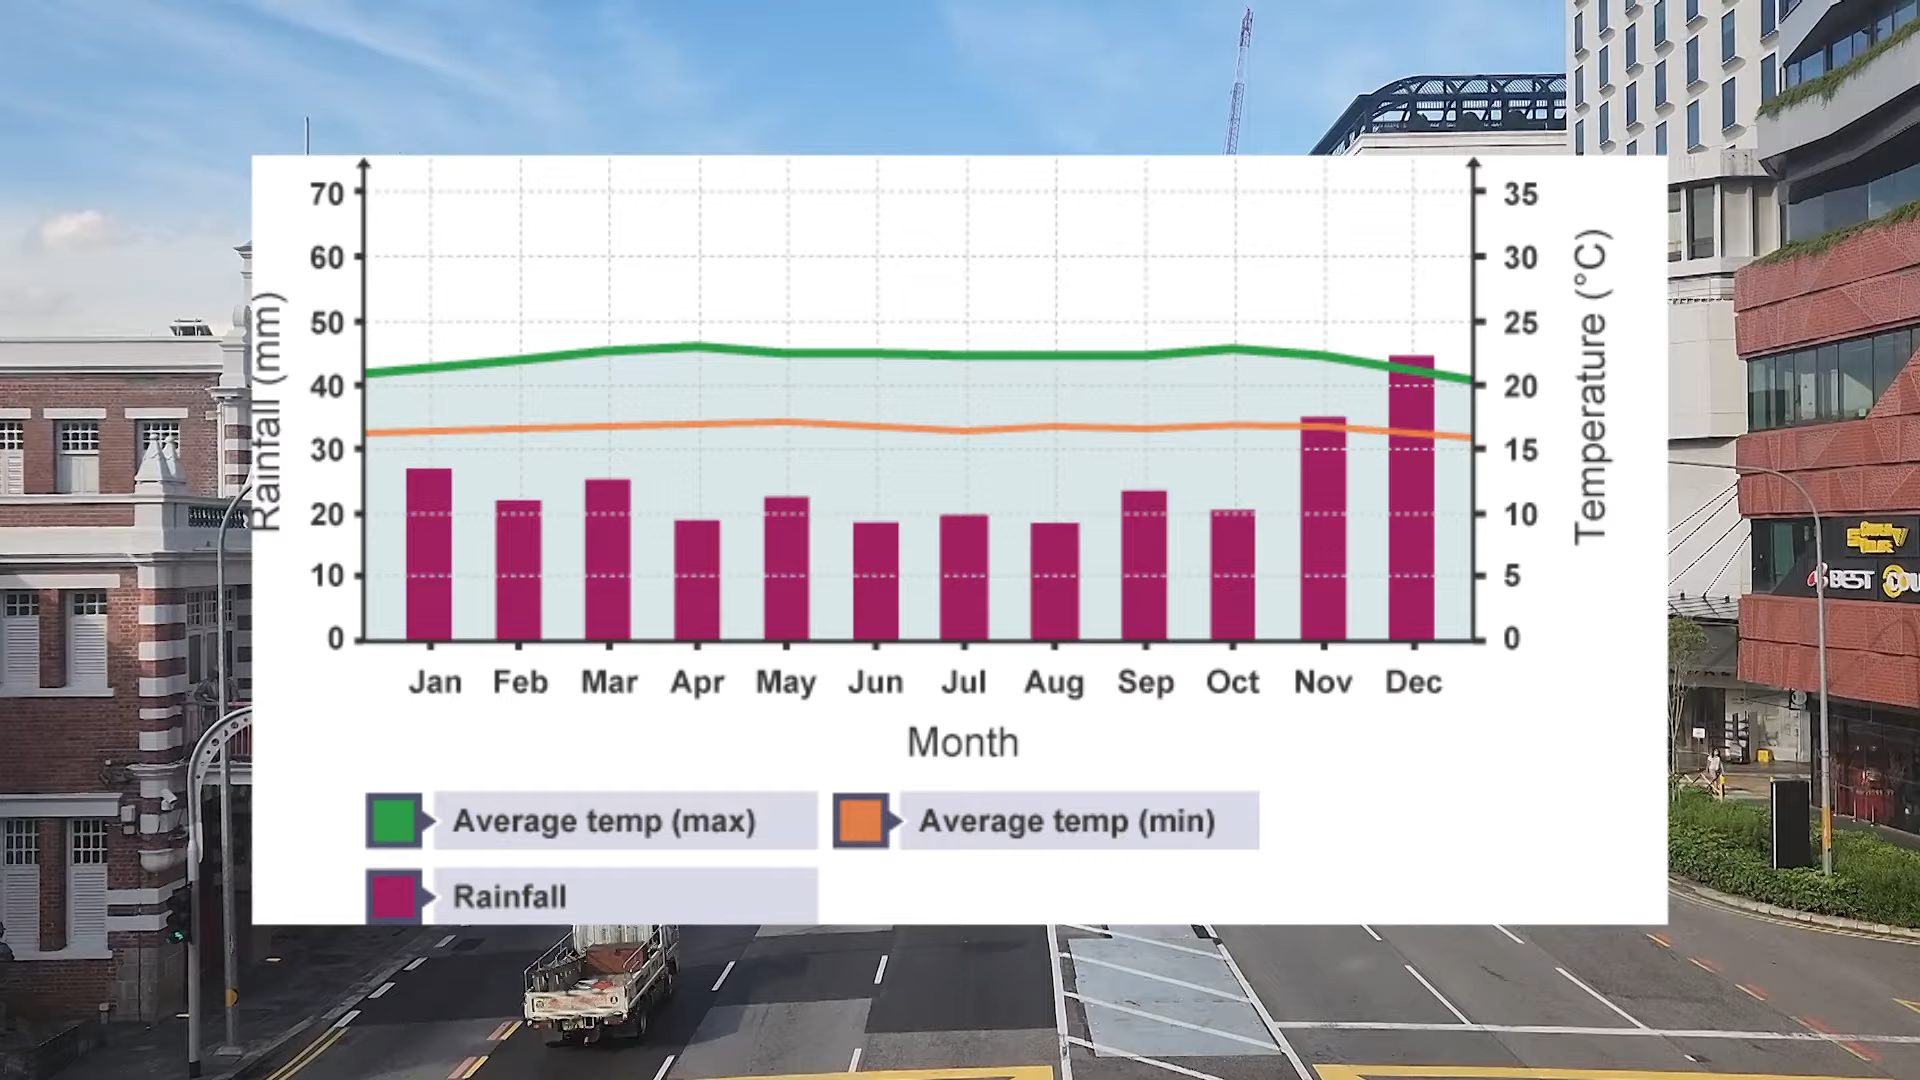 70
60
50
40
30
20
10
0
Rainfall (mm)
35
30
25
20
15
10
5
0
Temperature (°C)
Jan Feb Mar Apr May Jun Jul Aug Sep Oct Nov Dec
Month
Average temp (max) Average temp (min)
Rainfall
BEST